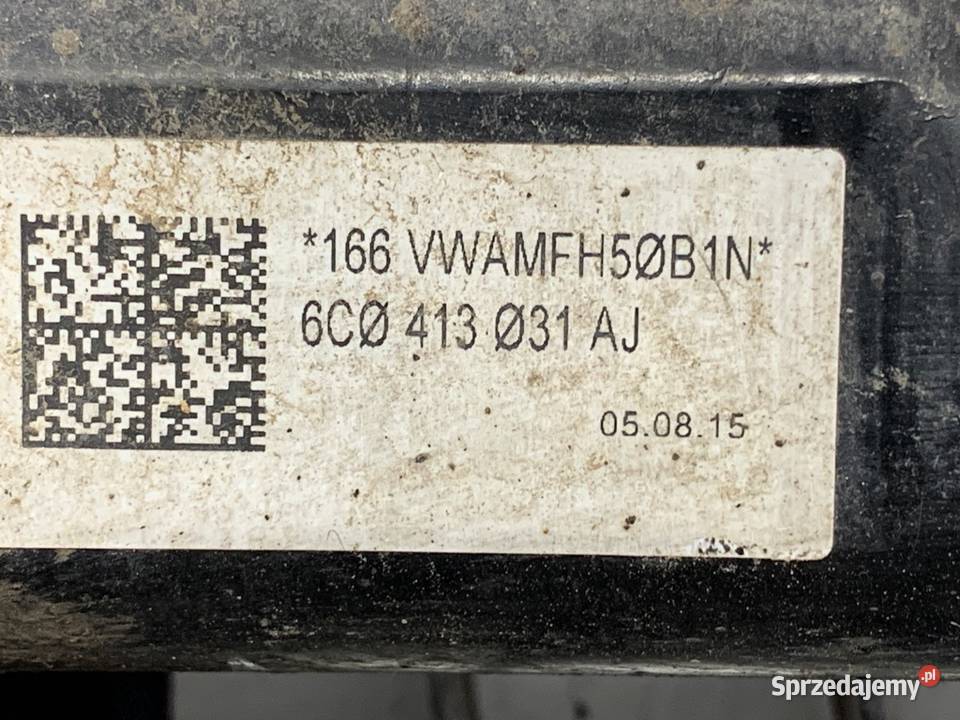 *166 VWAMFH5ØB1N*
6CØ 413 Ø31 AJ
05.08.15
Sprzedajemy.pl